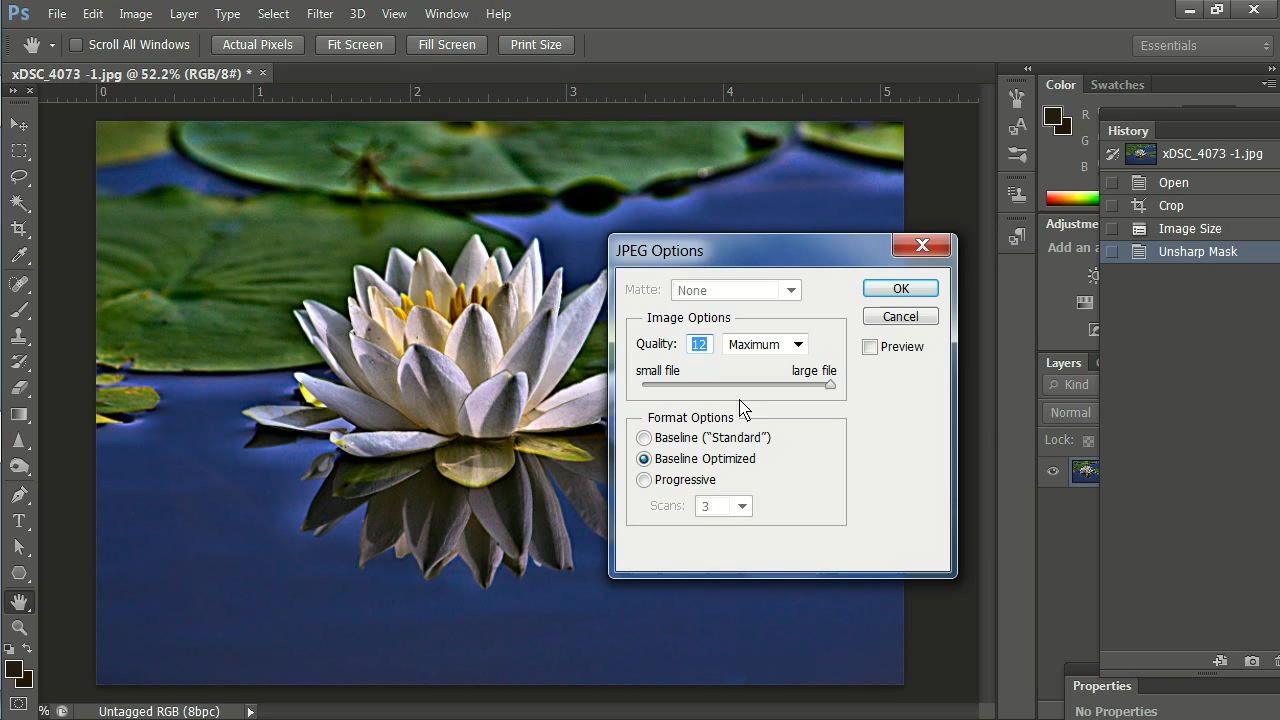 Ps File Edit Image Layer Type Select Filter 3D View Window Help
Scroll All Windows Actual Pixels Fit Screen Fill Screen Print Size Essentials
xDSC_4073 -1.jpg @ 52.2% (RGB/8#) * ×
0 1 2 3 4 5
Color Swatches
R
G
B
History
xDSC_4073 -1.jpg
Open
Crop
Image Size
Unsharp Mask
Adjustme
Add an a
JPEG Options
Matte: None
OK
Image Options
Cancel
Quality: 12 Maximum
Preview
small file large file
Format Options
Baseline (“Standard”)
Baseline Optimized
Progressive
Scans: 3
Layers
Kind
Normal
Lock:
T
% Untagged RGB (8bpc)
Properties
No Properties